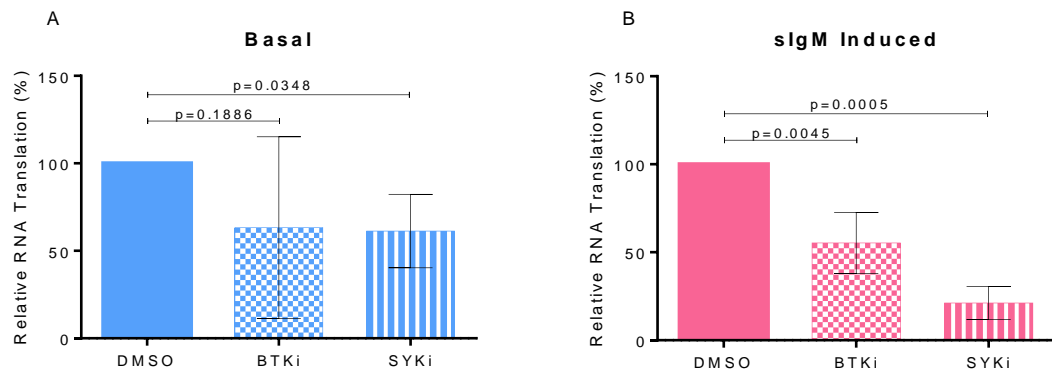 A
Basal
Relative RNA Translation (%)
150
100
50
0
p=0.0348
p=0.1886
DMSO
BTKi
SYKi
B
sIgM Induced
Relative RNA Translation (%)
150
100
50
0
p=0.0005
p=0.0045
DMSO
BTKi
SYKi